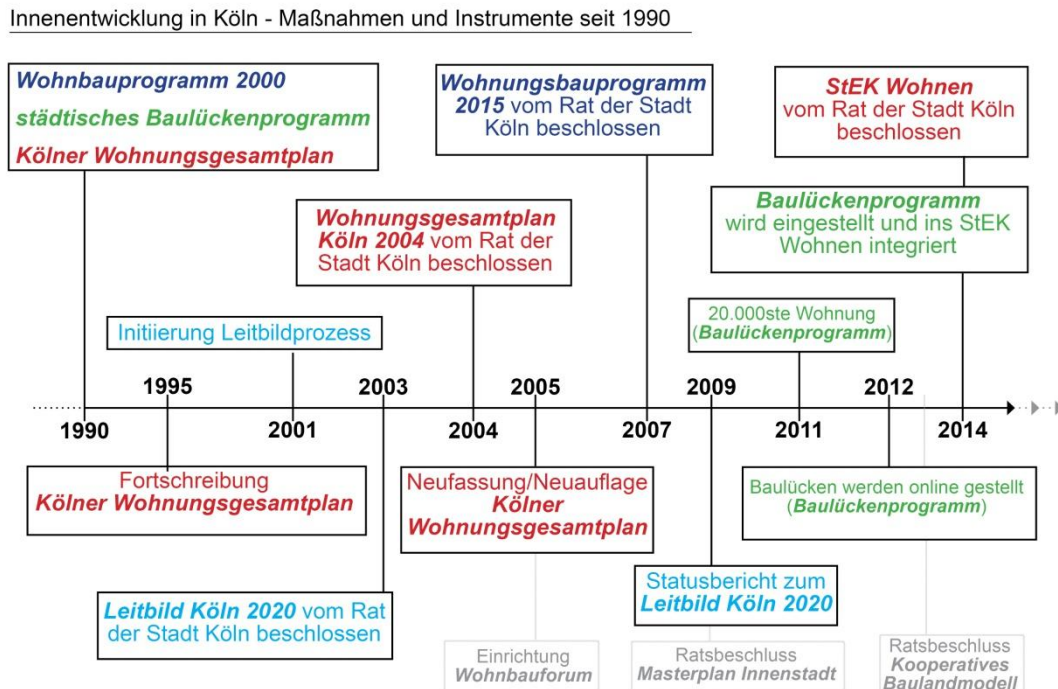 Innenentwicklung in Köln - Maßnahmen und Instrumente seit 1990
Wohnbauprogramm 2000
städtisches Baulückenprogramm
Kölner Wohnungsgesamtplan
Wohnungsbauprogramm
2015 vom Rat der Stadt
Köln beschlossen
StEK Wohnen
vom Rat der Stadt Köln
beschlossen
Wohnungsgesamtplan
Köln 2004 vom Rat der
Stadt Köln beschlossen
Baulückenprogramm
wird eingestellt und ins StEK
Wohnen integriert
Initiierung Leitbildprozess
20.000ste Wohnung
(Baulückenprogramm)
1995
2003
2005
2009
2012
1990
2001
2004
2007
2011
2014
Fortschreibung
Kölner Wohnungsgesamtplan
Neufassung/Neuauflage
Kölner
Wohnungsgesamtplan
Baulücken werden online gestellt
(Baulückenprogramm)
Leitbild Köln 2020 vom Rat
der Stadt Köln beschlossen
Statusbericht zum
Leitbild Köln 2020
Einrichtung
Wohnbauforum
Ratsbeschluss
Masterplan Innenstadt
Ratsbeschluss
Kooperatives
Baulandmodell